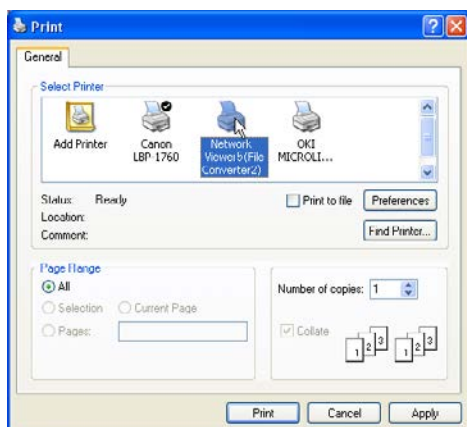 Print
General
Select Printer
Add Printer
Canon
LBP-1760
Network
Viewer5(File
Converter2)
OKI
MICROLI...
Status: Ready
Location:
Comment:
Print to file
Preferences
Find Printer...
Page Range
All
Selection
Current Page
Pages:
Number of copies: 1
Collate
1 2 3 1 2 3
Print
Cancel
Apply